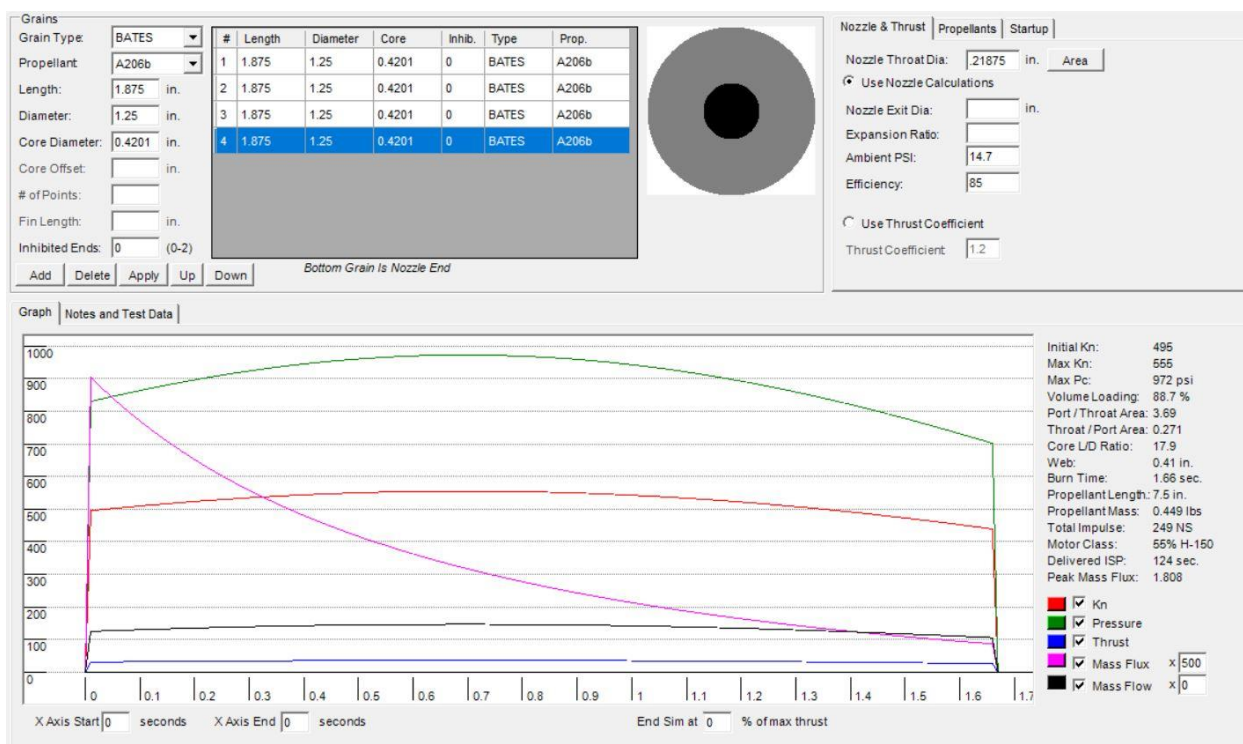 Grains
Grain Type: BATES
Propellant A206b
Length: 1.875 in.
Diameter: 1.25 in.
Core Diameter: 0.4201 in.
Core Offset: in.
# of Points:
Fin Length: in.
Inhibited Ends: 0 (0-2)
Add Delete Apply Up Down
# Length Diameter Core Inhib. Type Prop.
1 1.875 1.25 0.4201 0 BATES A206b
2 1.875 1.25 0.4201 0 BATES A206b
3 1.875 1.25 0.4201 0 BATES A206b
4 1.875 1.25 0.4201 0 BATES A206b
Bottom Grain Is Nozzle End
Nozzle & Thrust Propellants Startup
Nozzle Throat Dia: .21875 in. Area
Use Nozzle Calculations
Nozzle Exit Dia: in.
Expansion Ratio:
Ambient PSI: 14.7
Efficiency: 85
Use Thrust Coefficient
Thrust Coefficient 1.2
Graph Notes and Test Data
1000
900
800
700
600
500
400
300
200
100
0
0 0.1 0.2 0.3 0.4 0.5 0.6 0.7 0.8 0.9 1 1.1 1.2 1.3 1.4 1.5 1.6 1.7
X Axis Start 0 seconds X Axis End 0 seconds End Sim at 0 % of max thrust
Initial Kn: 495
Max Kn: 555
Max Pc: 972 psi
Volume Loading: 88.7 %
Port / Throat Area: 3.69
Throat / Port Area: 0.271
Core L/D Ratio: 17.9
Web: 0.41 in.
Burn Time: 1.66 sec.
Propellant Length: 7.5 in.
Propellant Mass: 0.449 lbs
Total Impulse: 249 NS
Motor Class: 55% H-150
Delivered ISP: 124 sec.
Peak Mass Flux: 1.808
Kn
Pressure
Thrust
Mass Flux x 500
Mass Flow x 0